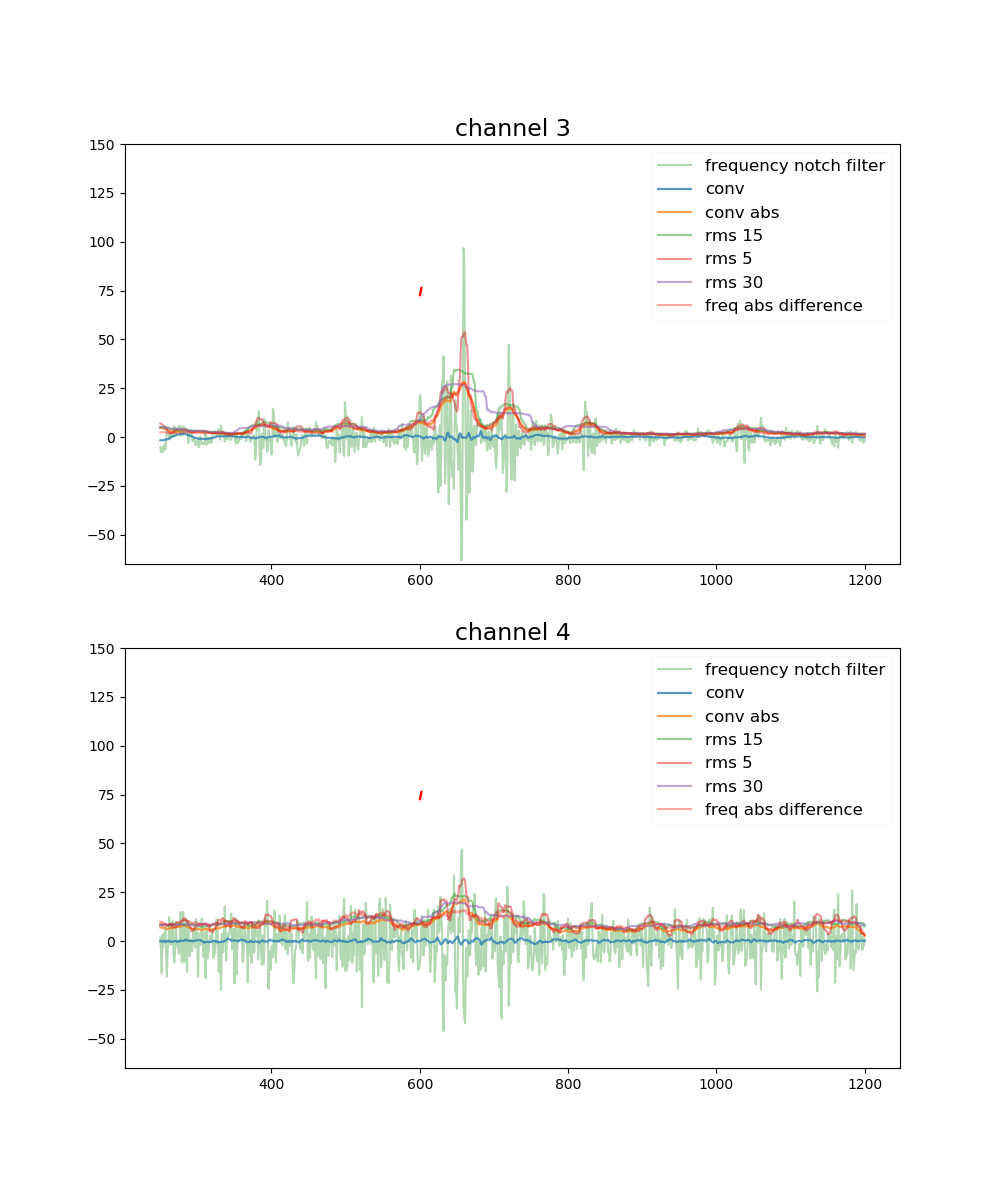 channel 3
150
125
100
75
50
25
0
−25
−50
frequency notch filter
conv
conv abs
rms 15
rms 5
rms 30
freq abs difference
400 600 800 1000 1200
channel 4
150
125
100
75
50
25
0
−25
−50
frequency notch filter
conv
conv abs
rms 15
rms 5
rms 30
freq abs difference
400 600 800 1000 1200